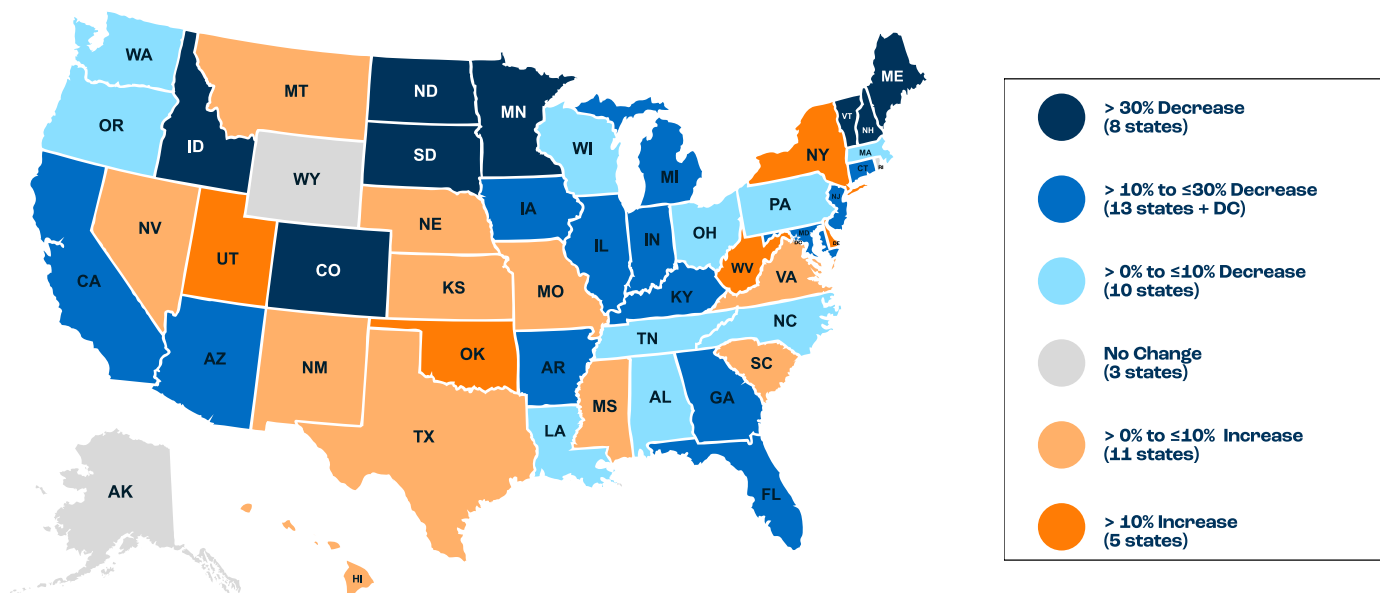 WA
ME
MT
ND
MN
VT
NH
OR
ID
SD
WI
NY
MA
CT
RI
MI
WY
IA
PA
NJ
NE
OH
NV
IL
IN
MD
DE
DC
UT
CO
WV
CA
KS
MO
KY
VA
TN
NC
AZ
NM
OK
AR
SC
MS
AL
GA
TX
LA
AK
FL
HI
> 30% Decrease
(8 states)
> 10% to ≤30% Decrease
(13 states + DC)
> 0% to ≤10% Decrease
(10 states)
No Change
(3 states)
> 0% to ≤10% Increase
(11 states)
> 10% Increase
(5 states)